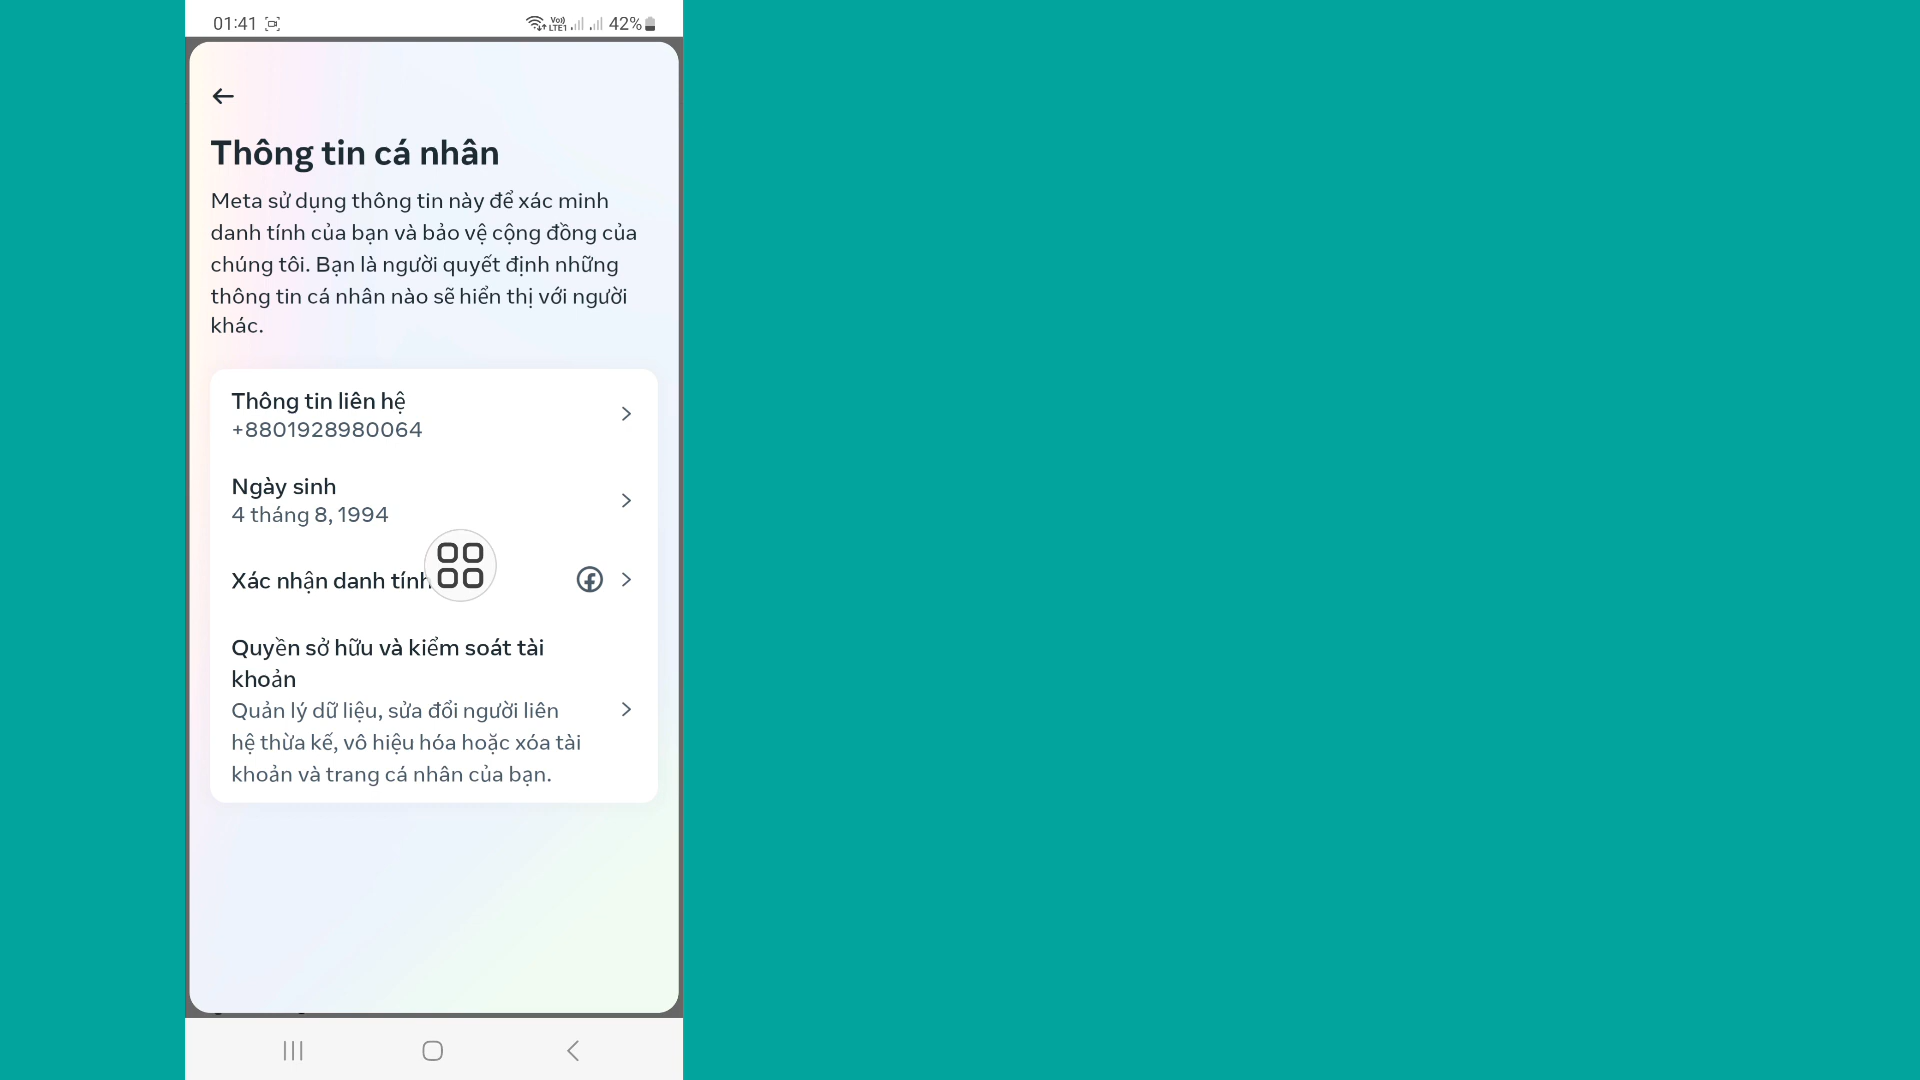 01:41
Vo)) LTE1 42%
Thông tin cá nhân
Meta sử dụng thông tin này để xác minh
danh tính của bạn và bảo vệ cộng đồng của
chúng tôi. Bạn là người quyết định những
thông tin cá nhân nào sẽ hiển thị với người
khác.
Thông tin liên hệ
+8801928980064
Ngày sinh
4 tháng 8, 1994
Xác nhận danh tính
Quyền sở hữu và kiểm soát tài
khoản
Quản lý dữ liệu, sửa đổi người liên
hệ thừa kế, vô hiệu hóa hoặc xóa tài
khoản và trang cá nhân của bạn.